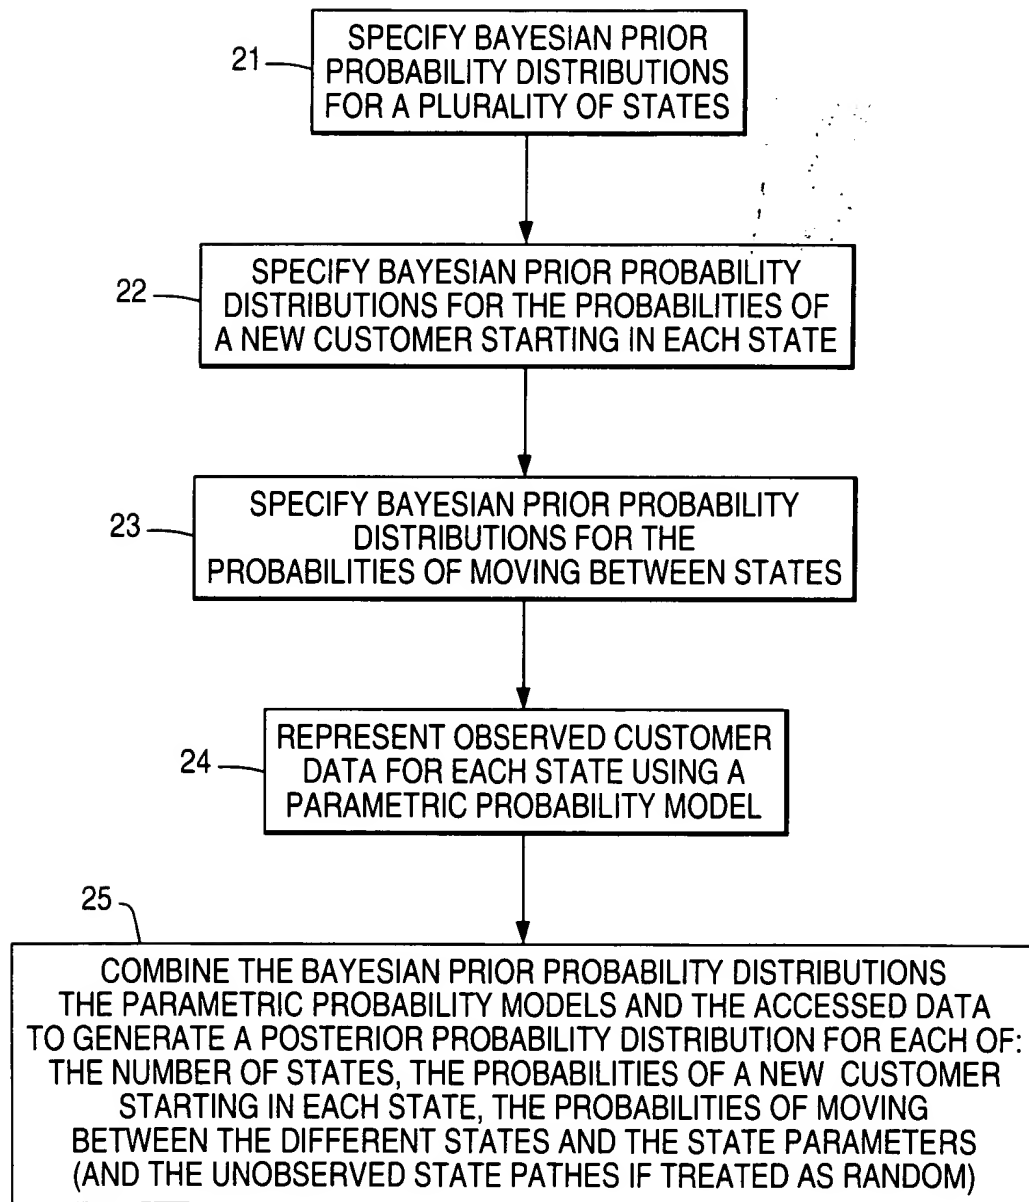 21
SPECIFY BAYESIAN PRIOR
PROBABILITY DISTRIBUTIONS
FOR A PLURALITY OF STATES
22
SPECIFY BAYESIAN PRIOR PROBABILITY
DISTRIBUTIONS FOR THE PROBABILITIES OF
A NEW CUSTOMER STARTING IN EACH STATE
23
SPECIFY BAYESIAN PRIOR PROBABILITY
DISTRIBUTIONS FOR THE
PROBABILITIES OF MOVING BETWEEN STATES
24
REPRESENT OBSERVED CUSTOMER
DATA FOR EACH STATE USING A
PARAMETRIC PROBABILITY MODEL
25
COMBINE THE BAYESIAN PRIOR PROBABILITY DISTRIBUTIONS
THE PARAMETRIC PROBABILITY MODELS AND THE ACCESSED DATA
TO GENERATE A POSTERIOR PROBABILITY DISTRIBUTION FOR EACH OF:
THE NUMBER OF STATES, THE PROBABILITIES OF A NEW CUSTOMER
STARTING IN EACH STATE, THE PROBABILITIES OF MOVING
BETWEEN THE DIFFERENT STATES AND THE STATE PARAMETERS
(AND THE UNOBSERVED STATE PATHES IF TREATED AS RANDOM)